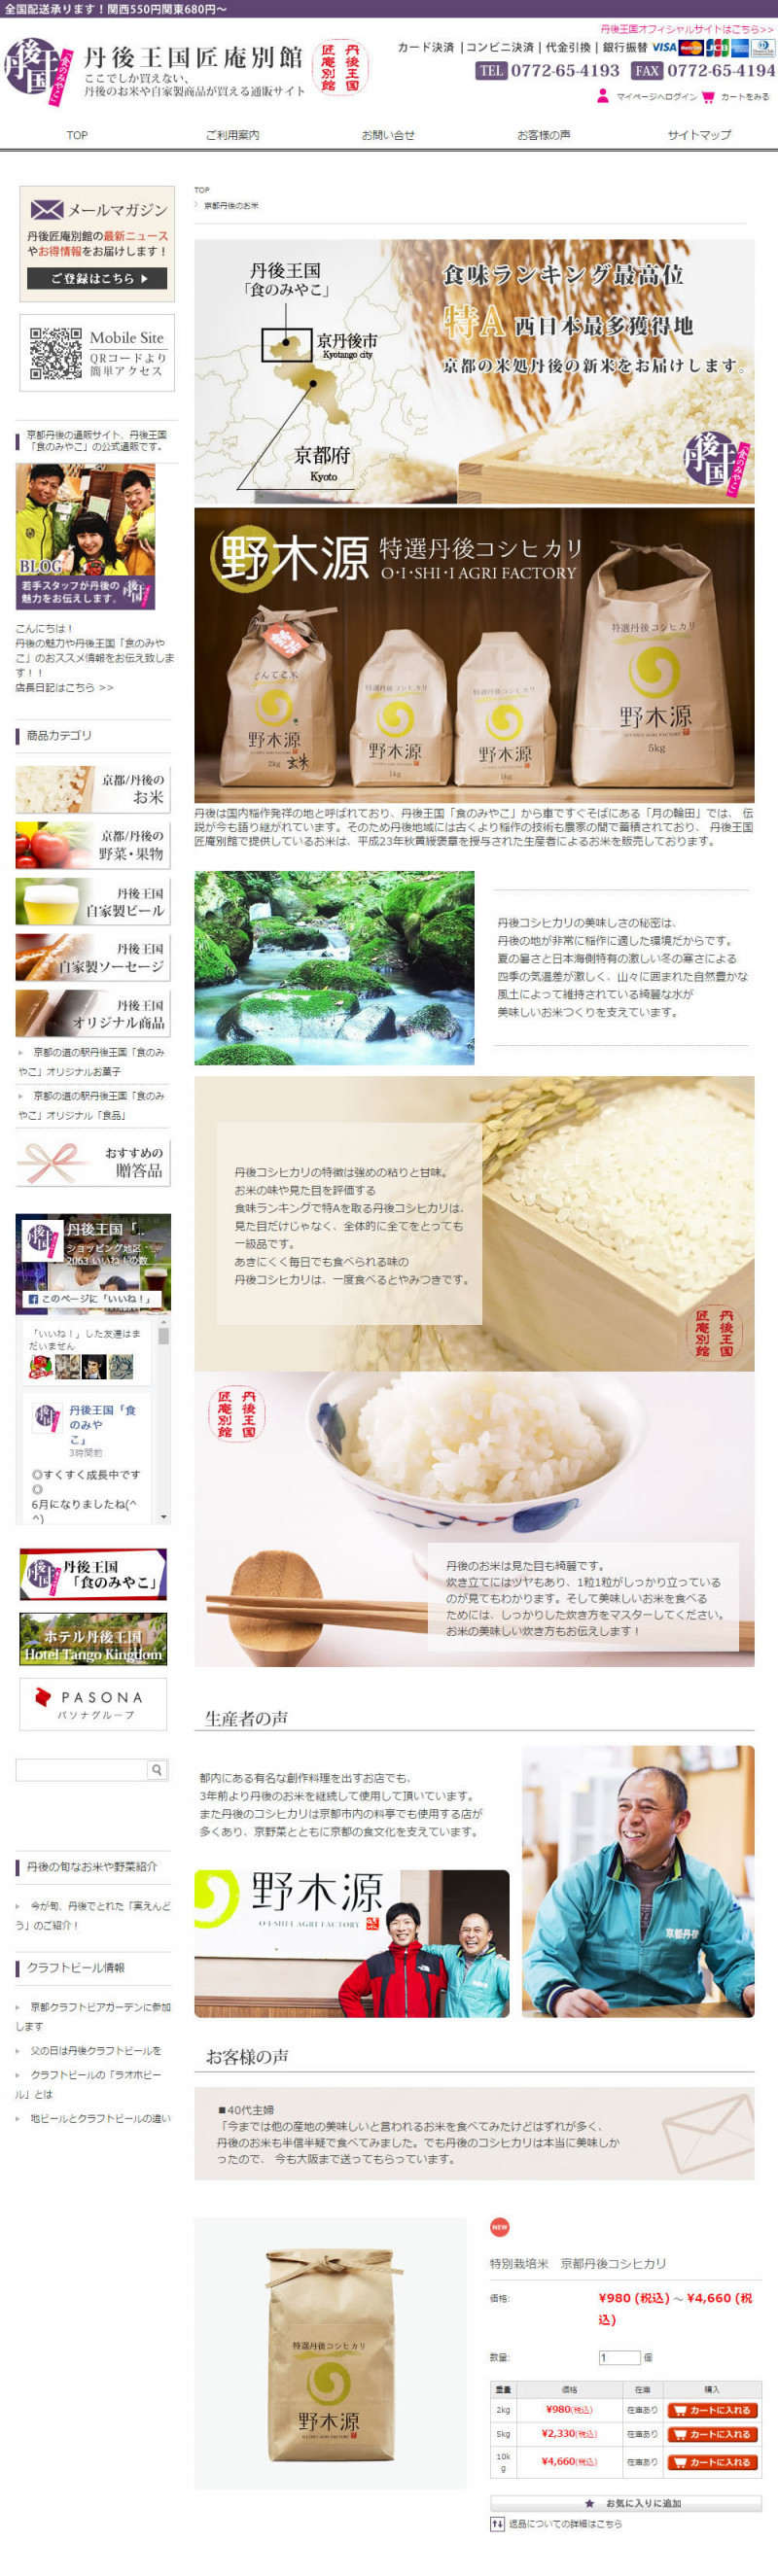 全国配送承ります！関西550円関東680円〜
丹後王国オフィシャルサイトはこちら>>
丹後王国 食のみやこ
丹後王国匠庵別館
ここでしか買えない、
丹後のお米や自家製商品が買える通販サイト
丹後王国
匠庵別館
カード決済 | コンビニ決済 | 代金引換 | 銀行振替 VISA
TEL 0772-65-4193 FAX 0772-65-4194
マイページへログイン カートをみる
TOP ご利用案内 お問い合せ お客様の声 サイトマップ
メールマガジン
丹後匠庵別館の最新ニュース
やお得情報をお届けします！
ご登録はこちら
Mobile Site
QRコードより
簡単アクセス
京都丹後の通販サイト、丹後王国
「食のみやこ」の公式通販です。
BLOG
若手スタッフが丹後の
魅力をお伝えします。
こんにちは！
丹後の魅力や丹後王国「食のみや
こ」のおススメ情報をお伝え致しま
す！！
店長日記はこちら >>
商品カテゴリ
京都/丹後の
お米
京都/丹後の
野菜・果物
丹後王国
自家製ビール
丹後王国
自家製ソーセージ
丹後王国
オリジナル商品
京都の道の駅丹後王国「食のみ
やこ」オリジナルお菓子
京都の道の駅丹後王国「食のみ
やこ」オリジナル「食品」
おすすめの
贈答品
丹後王国「..
ショッピング地区・...
2063 いいね！の数
このページに「いいね！」
「いいね！」した友達はま
だいません
丹後王国「食
のみや
こ」
3時間前
◎すくすく成長中です
◎
6月になりましたね(^
^)
丹後王国
「食のみやこ」
ホテル丹後王国
Hotel Tango Kingdom
PASONA
パソナグループ
丹後の旬なお米や野菜紹介
今が旬、丹後でとれた「実えんど
う」のご紹介！
クラフトビール情報
京都クラフトビアガーデンに参加
します
父の日は丹後クラフトビールを
クラフトビールの「ラオホビー
ル」とは
地ビールとクラフトビールの違い
TOP
京都丹後のお米
丹後王国
「食のみやこ」
京丹後市
Kyotango city
京都府
Kyoto
食味ランキング最高位
特A 西日本最多獲得地
京都の米処丹後の新米をお届けします。
丹後王国 「食のみやこ」
野木源 特選丹後コシヒカリ
O・I・SHI・I AGRI FACTORY
こんてき米
野木源
2kg 玄米
特選丹後コシヒカリ
野木源
1kg
特選丹後コシヒカリ
野木源
1kg
特選丹後コシヒカリ
野木源
5kg
丹後は国内稲作発祥の地と呼ばれており、丹後王国「食のみやこ」から車ですぐそばにある「月の輪田」では、 伝
説が今も語り継がれています。そのため丹後地域には古くより稲作の技術も農家の間で蓄積されており、 丹後王国
匠庵別館で提供しているお米は、平成23年秋黄綬褒章を授与された生産者によるお米を販売しております。
丹後コシヒカリの美味しさの秘密は、
丹後の地が非常に稲作に適した環境だからです。
夏の暑さと日本海側特有の激しい冬の寒さによる
四季の気温差が激しく、山々に囲まれた自然豊かな
風土によって維持されている綺麗な水が
美味しいお米つくりを支えています。
丹後コシヒカリの特徴は強めの粘りと甘味。
お米の味や見た目を評価する
食味ランキングで特Aを取る丹後コシヒカリは、
見た目だけじゃなく、全体的に全てをとっても
一級品です。
あきにくく毎日でも食べられる味の
丹後コシヒカリは、一度食べるとやみつきです。
丹後王国
匠庵別館
丹後王国
匠庵別館
丹後のお米は見た目も綺麗です。
炊き立てにはツヤもあり、1粒1粒がしっかり立っている
のが見てもわかります。そして美味しいお米を食べる
ためには、しっかりした炊き方をマスターしてください。
お米の美味しい炊き方もお伝えします！
生産者の声
都内にある有名な創作料理を出すお店でも、
3年前より丹後のお米を継続して使用して頂いています。
また丹後のコシヒカリは京都市内の料亭でも使用する店が
多くあり、京野菜とともに京都の食文化を支えています。
野木源
O・I・SHI・I AGRI FACTORY
京都丹後
お客様の声
■40代主婦
「今までは他の産地の美味しいと言われるお米を食べてみたけどはずれが多く、
丹後のお米も半信半疑で食べてみました。でも丹後のコシヒカリは本当に美味しか
ったので、 今も大阪まで送ってもらっています。
特選丹後コシヒカリ
野木源
NEW
特別栽培米 京都丹後コシヒカリ
価格: ¥980 (税込) ～ ¥4,660 (税
込)
数量: 1 個
重量 価格 在庫 購入
2kg ¥980(税込) 在庫あり カートに入れる
5kg ¥2,330(税込) 在庫あり カートに入れる
10k
g ¥4,660(税込) 在庫あり カートに入れる
★ お気に入りに追加
返品についての詳細はこちら